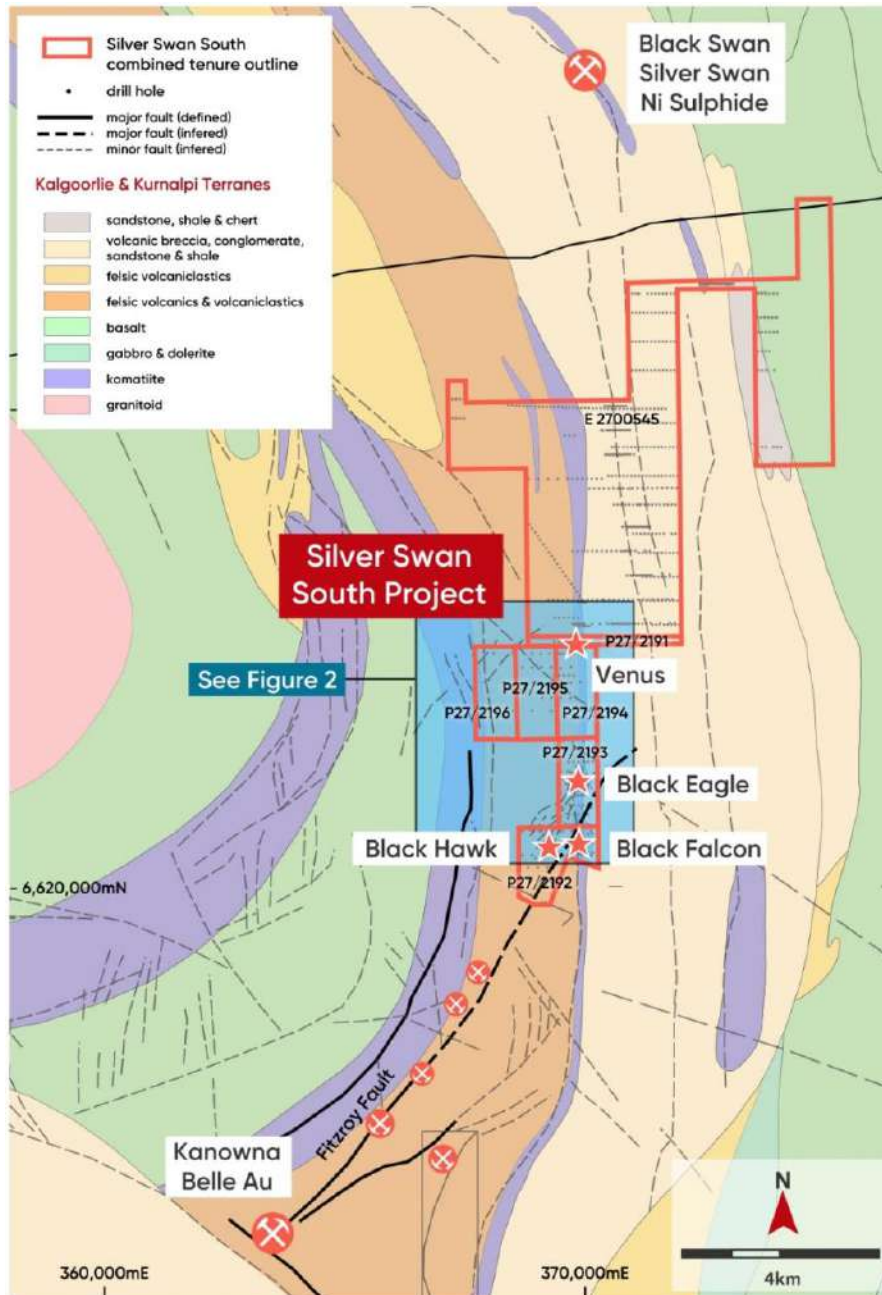 Silver Swan South
combined tenure outline
drill hole
major fault (defined)
major fault (infered)
minor fault (infered)
Kalgoorlie & Kurnalpi Terranes
sandstone, shale & chert
volcanic breccia, conglomerate,
sandstone & shale
felsic volcaniclastics
felsic volcanics & volcaniclastics
basalt
gabbro & dolerite
komatiite
granitoid
Black Swan
Silver Swan
Ni Sulphide
E 2700545
Silver Swan
South Project
P27/2191
See Figure 2
Venus
P27/2195
P27/2196
P27/2194
P27/2193
Black Eagle
Black Hawk
Black Falcon
P27/2192
6,620,000mN
Fitzroy Fault
Kanowna
Belle Au
N
4km
360,000mE
370,000mE